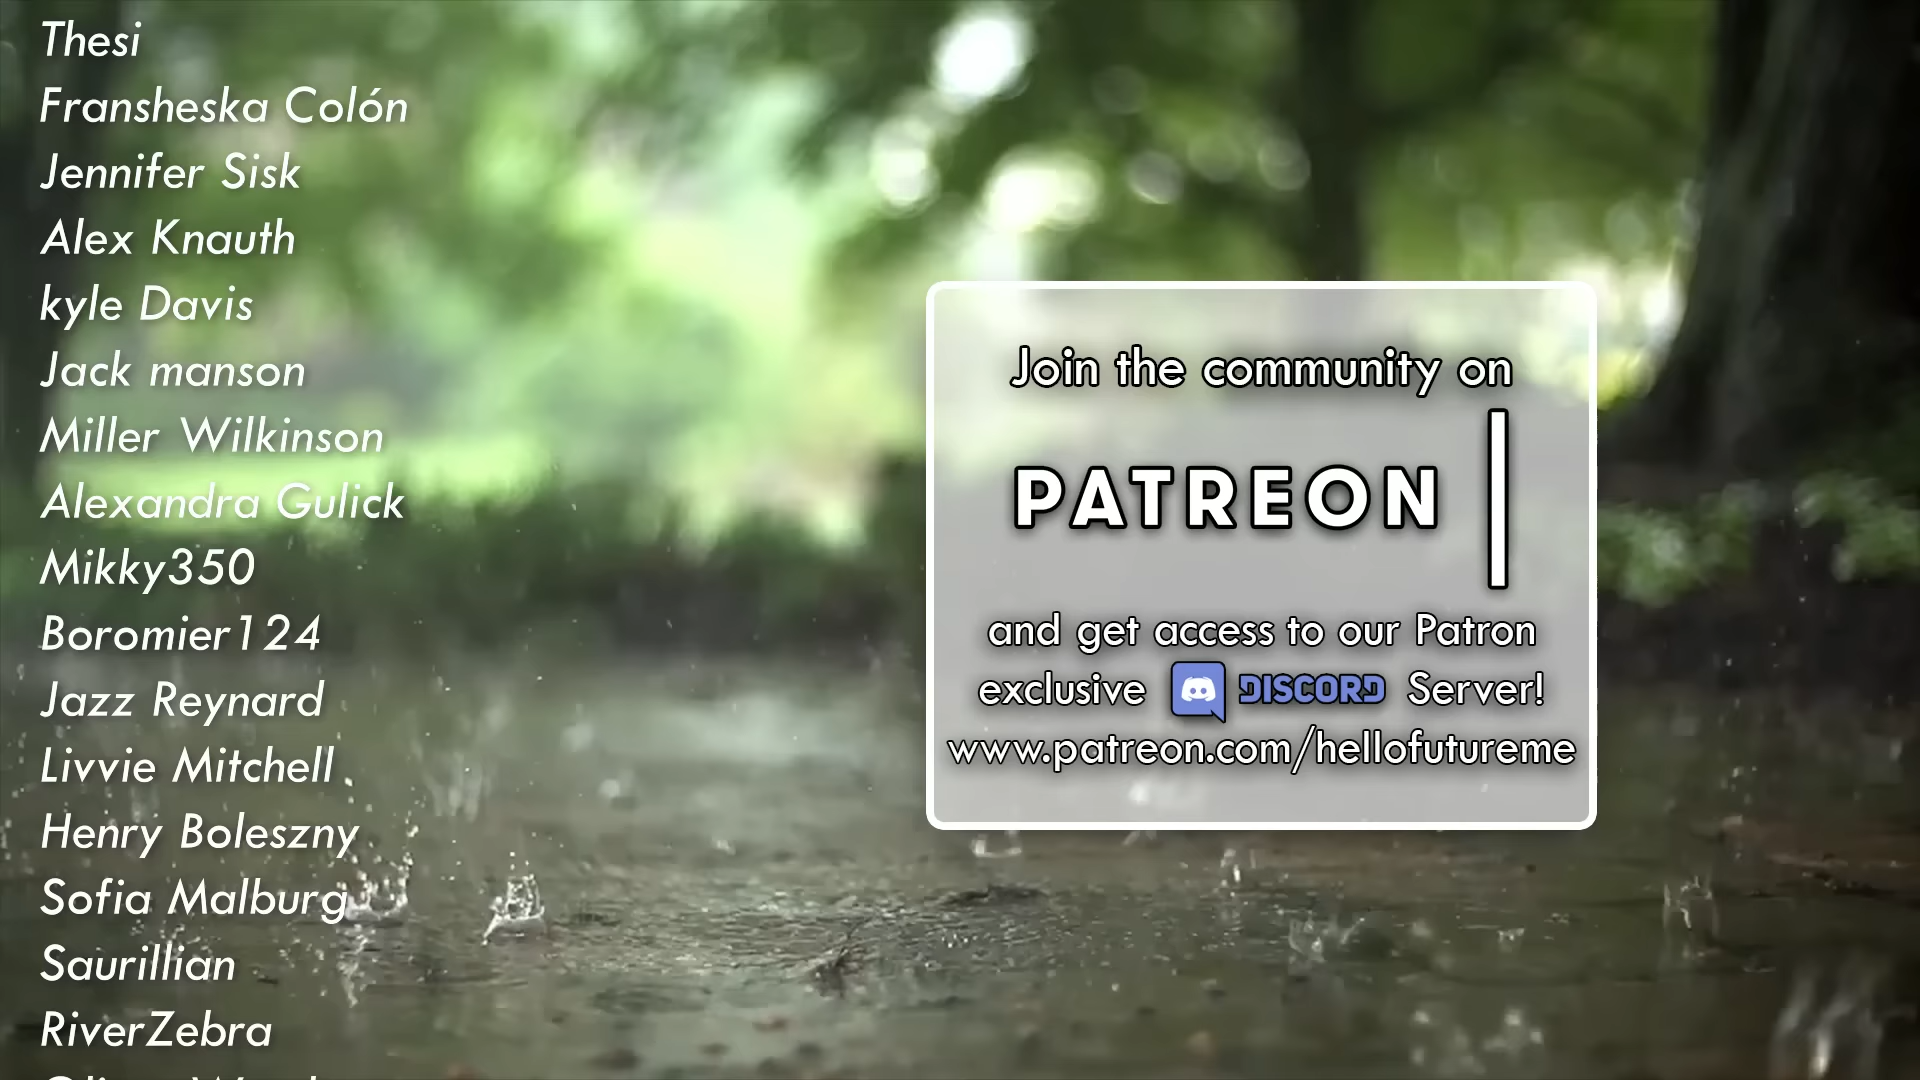 Thesi
Fransheska Colón
Jennifer Sisk
Alex Knauth
kyle Davis
Jack manson
Miller Wilkinson
Alexandra Gulick
Mikky350
Boromier124
Jazz Reynard
Livvie Mitchell
Henry Boleszny
Sofia Malburg
Saurillian
RiverZebra
Join the community on
PATREON
and get access to our Patron
exclusive DISCORD Server!
www.patreon.com/hellofutureme